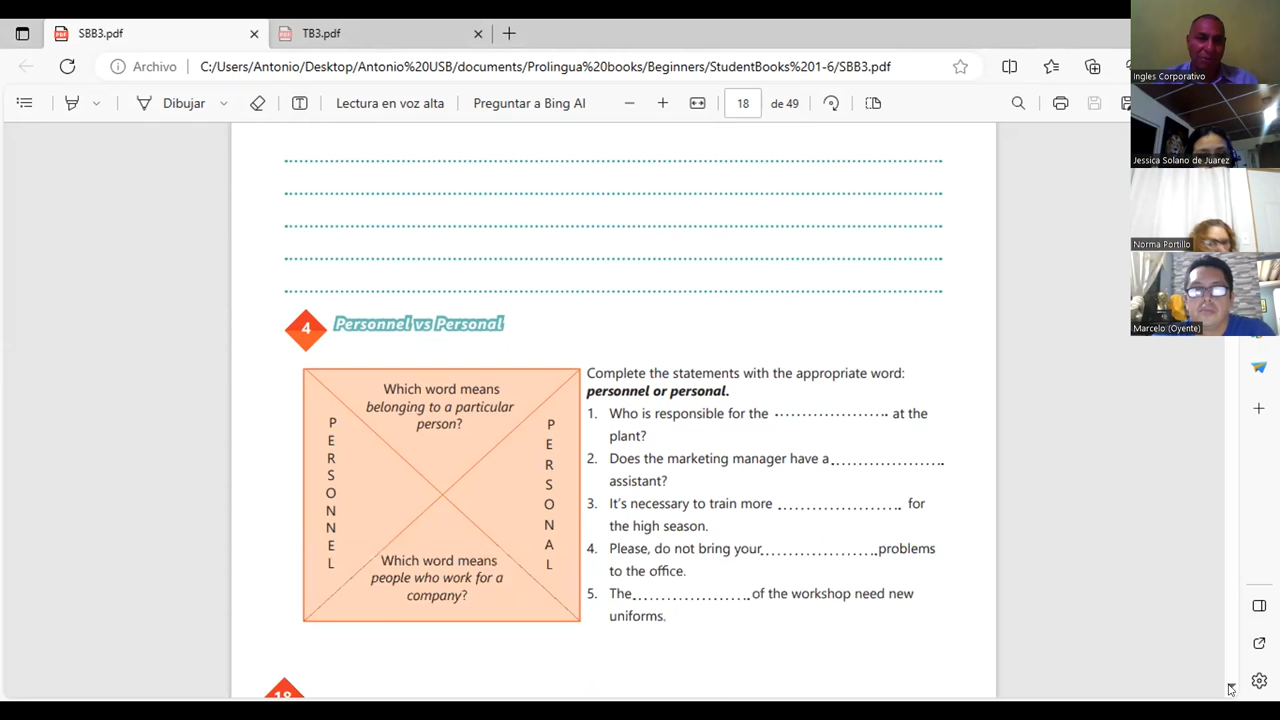 SBB3.pdf
TB3.pdf
Archivo
C:/Users/Antonio/Desktop/Antonio%20USB/documents/Prolingua%20books/Beginners/StudentBooks%201-6/SBB3.pdf
Dibujar
Lectura en voz alta
Preguntar a Bing AI
18
de 49
Ingles Corporativo
Jessica Solano de Juarez
Norma Portillo
Marcelo (Oyente)
4
Personnel vs Personal
Which word means
belonging to a particular
person?
PERSONNEL
PERSONAL
Which word means
people who work for a
company?
Complete the statements with the appropriate word:
personnel or personal.
1. Who is responsible for the .................... at the
plant?
2. Does the marketing manager have a....................
assistant?
3. It's necessary to train more .................... for
the high season.
4. Please, do not bring your....................problems
to the office.
5. The....................of the workshop need new
uniforms.
18